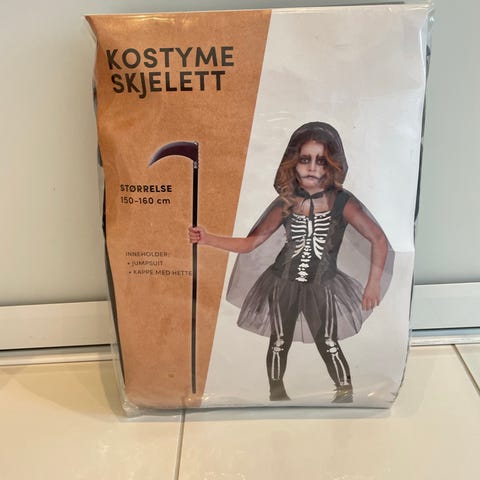 KOSTYME
SKJELETT
STØRRELSE
150-160 cm
INNEHOLDER:
• JUMPSUIT
• KAPPE MED HETTE